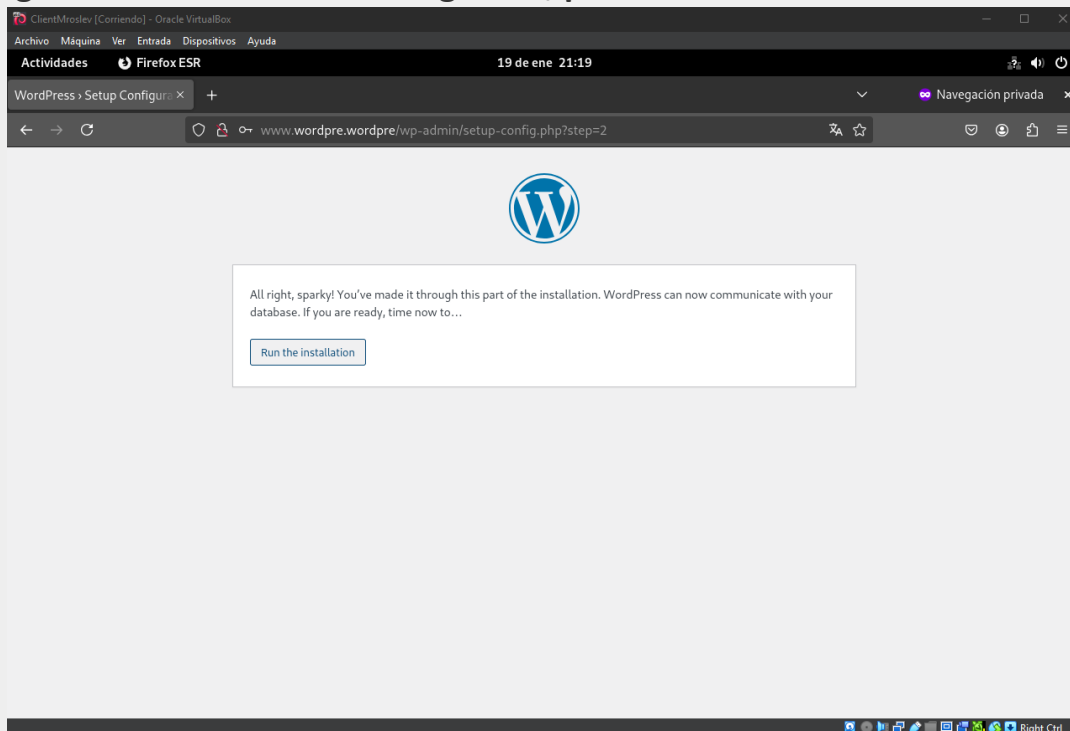 ClientMroslev [Corriendo] - Oracle VirtualBox
Archivo Máquina Ver Entrada Dispositivos Ayuda
Actividades Firefox ESR 19 de ene 21:19
WordPress › Setup Configura Navegación privada
www.wordpre.wordpre/wp-admin/setup-config.php?step=2
All right, sparky! You’ve made it through this part of the installation. WordPress can now communicate with your
database. If you are ready, time now to…
Run the installation
Right Ctrl